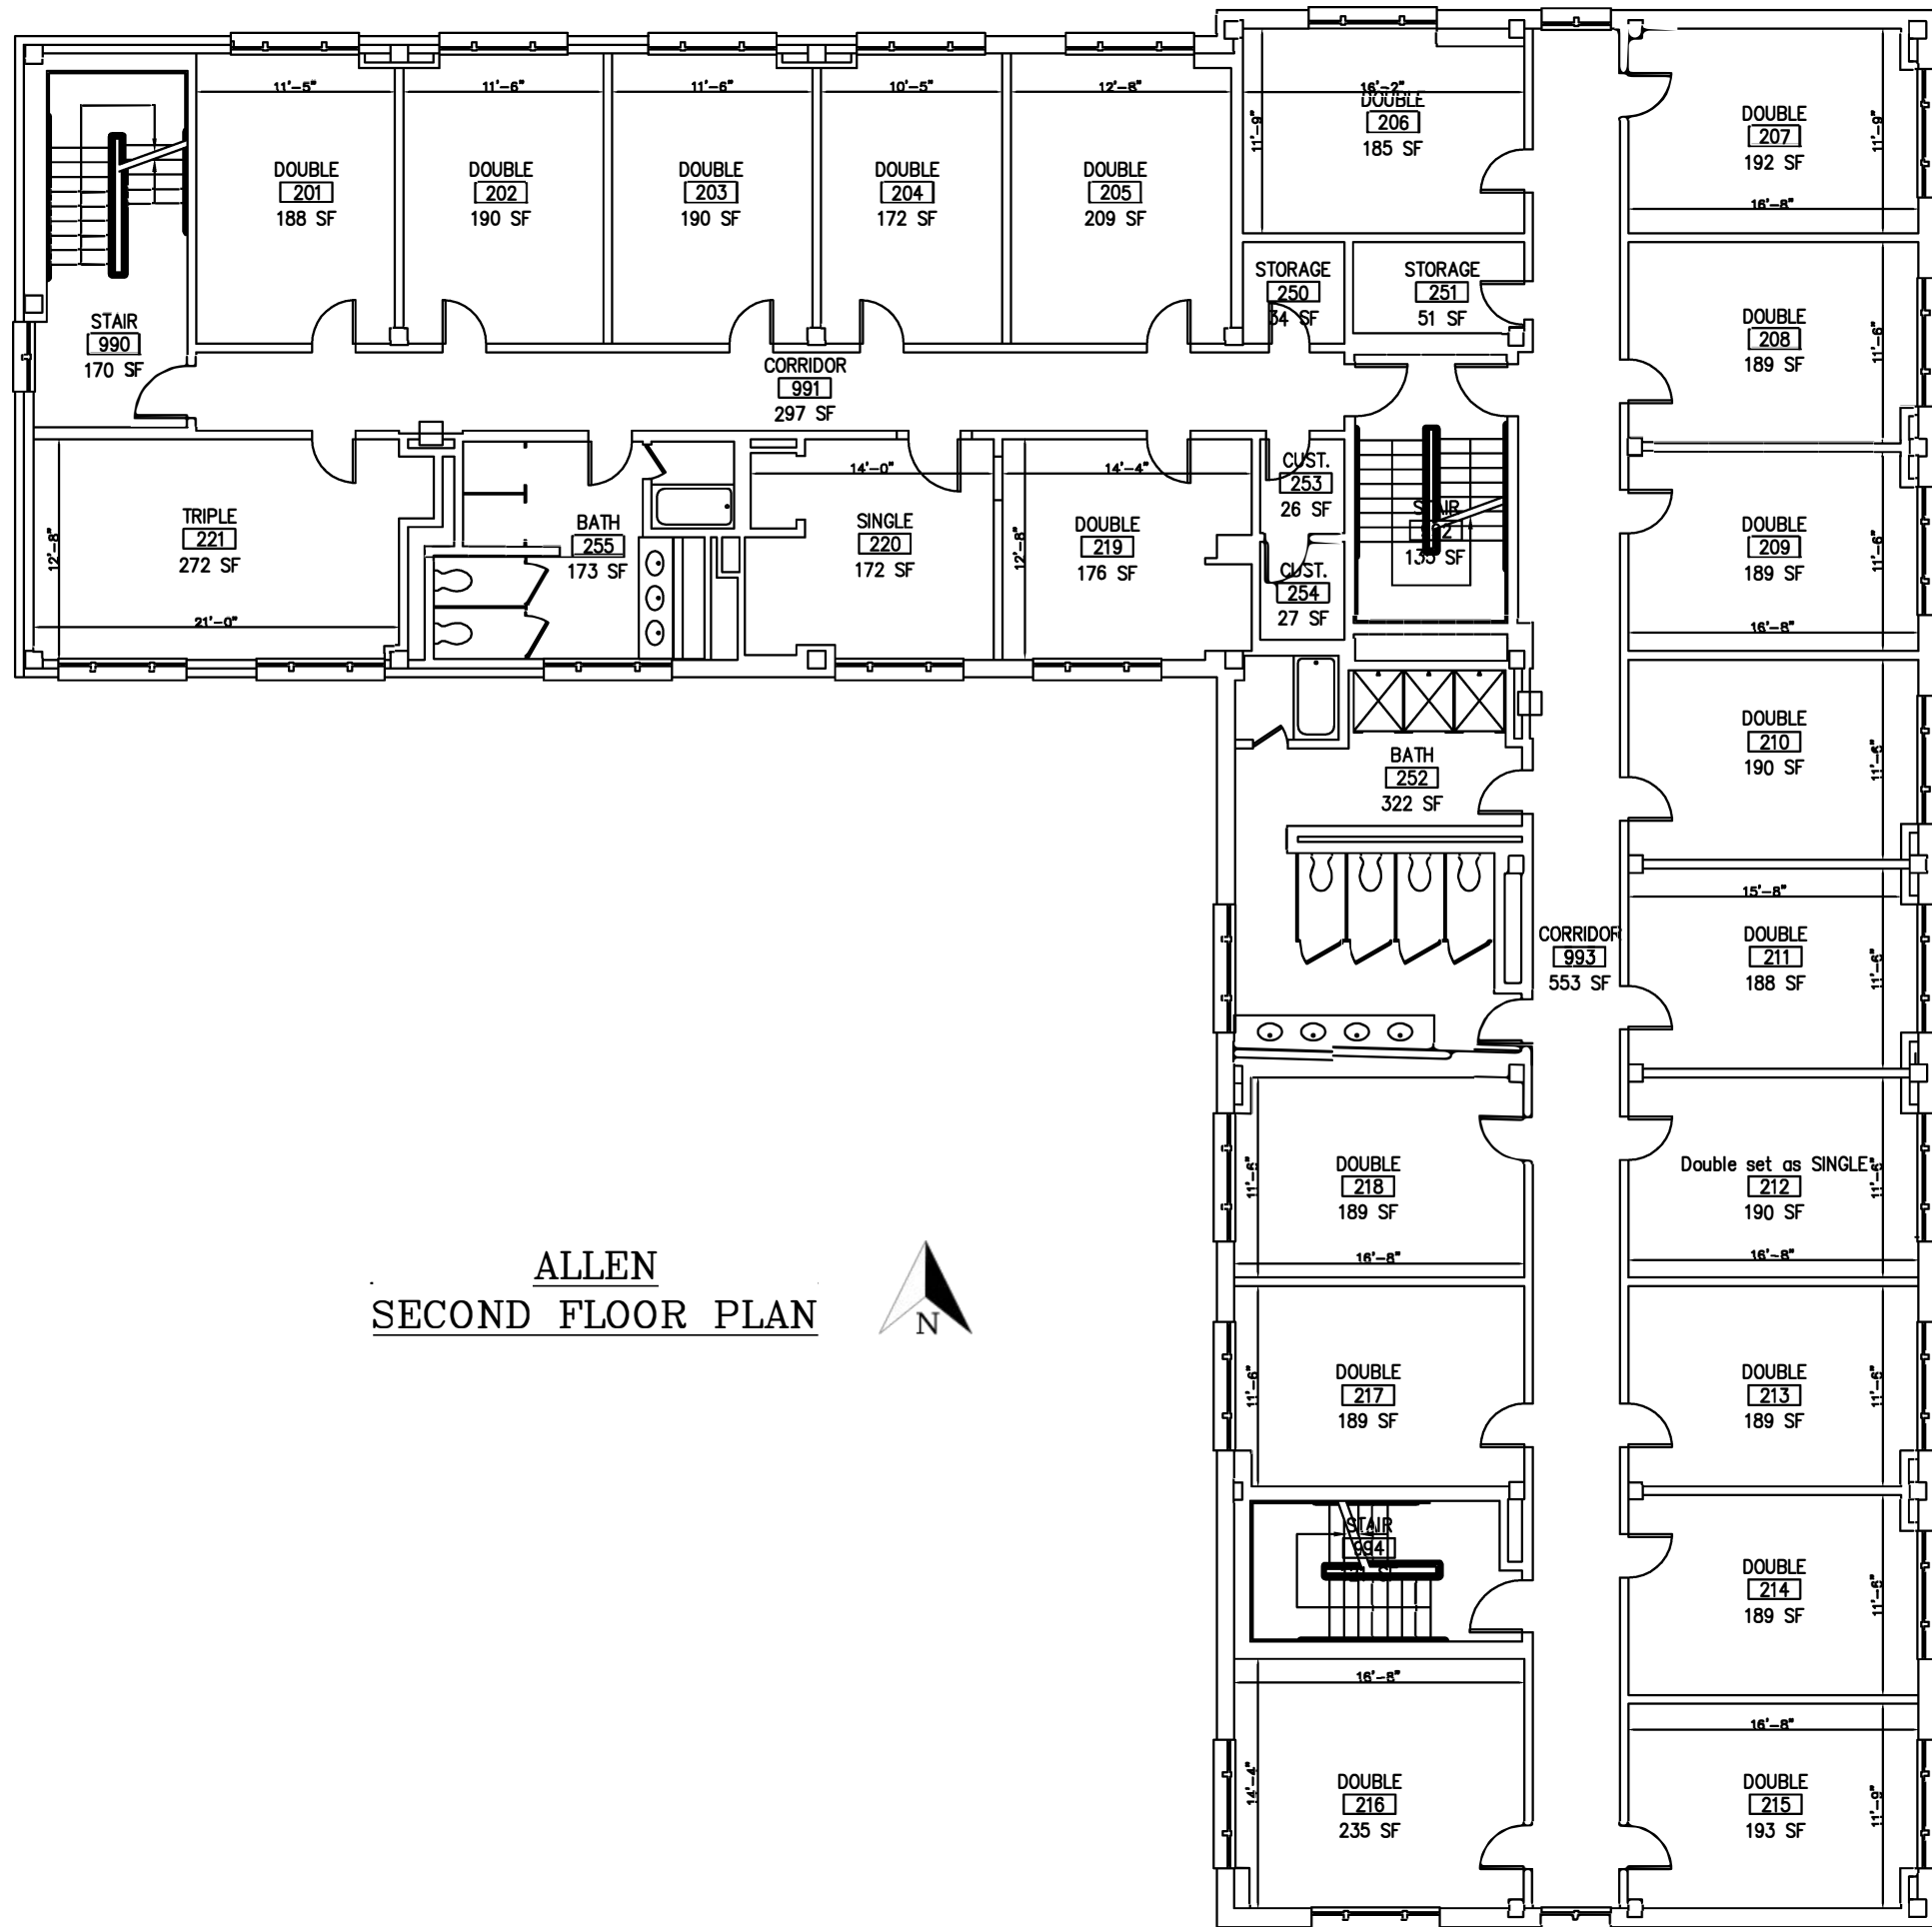 11'-5"
11'-6"
11'-6"
10'-5"
12'-8"
16'-2"
DOUBLE
201
188 SF
DOUBLE
202
190 SF
DOUBLE
203
190 SF
DOUBLE
204
172 SF
DOUBLE
205
209 SF
DOUBLE
206
185 SF
11'-9"
DOUBLE
207
192 SF
11'-9"
16'-8"
STORAGE
250
34 SF
STORAGE
251
51 SF
DOUBLE
208
189 SF
11'-6"
STAIR
990
170 SF
CORRIDOR
991
297 SF
TRIPLE
221
272 SF
12'-8"
21'-0"
BATH
255
173 SF
14'-0"
SINGLE
220
172 SF
14'-4"
12'-8"
DOUBLE
219
176 SF
CUST.
253
26 SF
CUST.
254
27 SF
STAIR
DOUBLE
209
189 SF
11'-6"
16'-8"
BATH
252
322 SF
DOUBLE
210
190 SF
11'-6"
15'-8"
CORRIDOR
993
553 SF
DOUBLE
211
188 SF
11'-6"
DOUBLE
218
189 SF
11'-6"
16'-8"
Double set as SINGLE
212
190 SF
11'-6"
16'-8"
ALLEN
SECOND FLOOR PLAN
N
DOUBLE
217
189 SF
11'-6"
DOUBLE
213
189 SF
11'-6"
STAIR
994
DOUBLE
214
189 SF
11'-6"
16'-8"
14'-4"
DOUBLE
216
235 SF
16'-8"
DOUBLE
215
193 SF
11'-9"